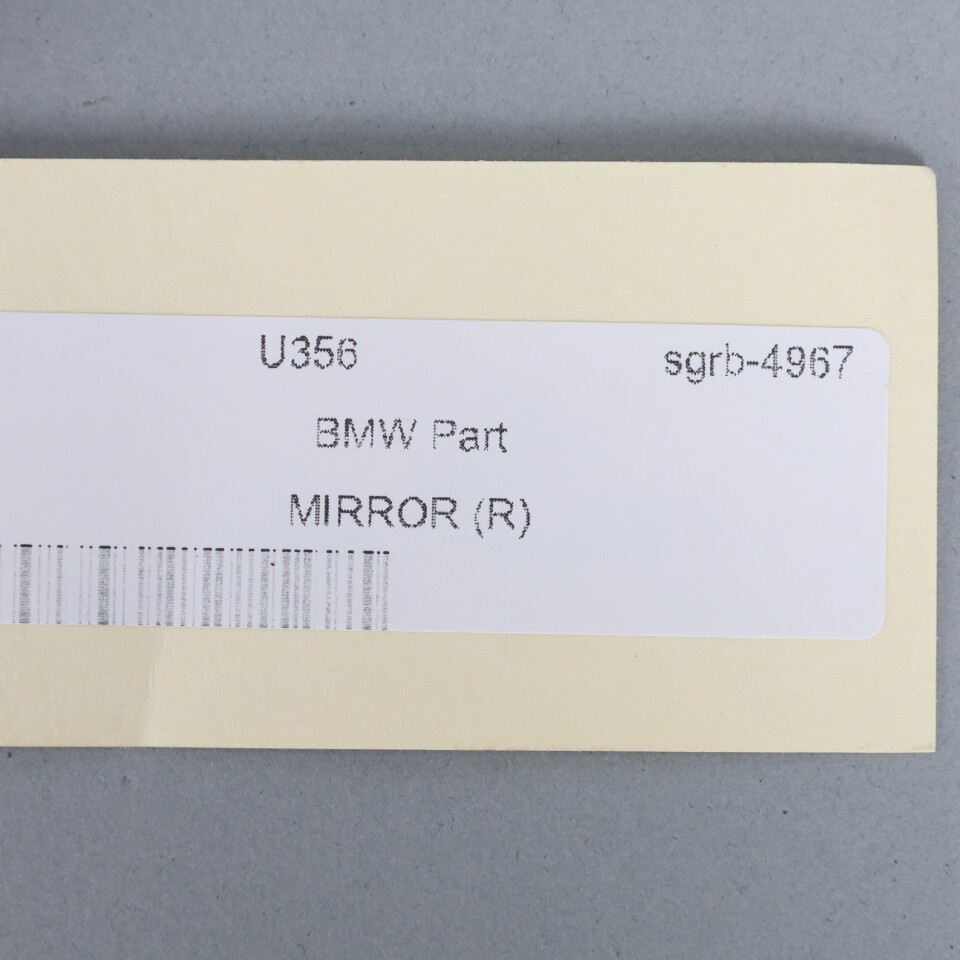 U356 sgrb-4967
BMW Part
MIRROR (R)